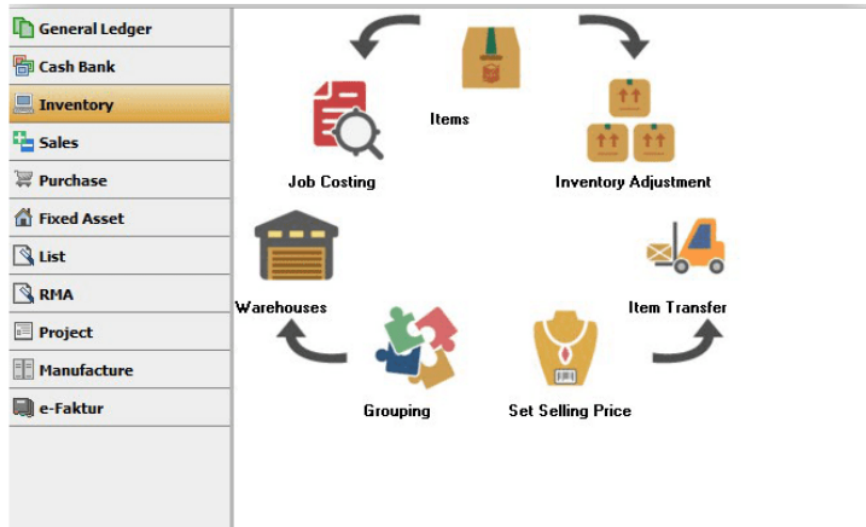 General Ledger
Cash Bank
Inventory
Sales
Purchase
Fixed Asset
List
RMA
Project
Manufacture
e-Faktur
Items
Job Costing
Inventory Adjustment
Warehouses
Item Transfer
Grouping
Set Selling Price